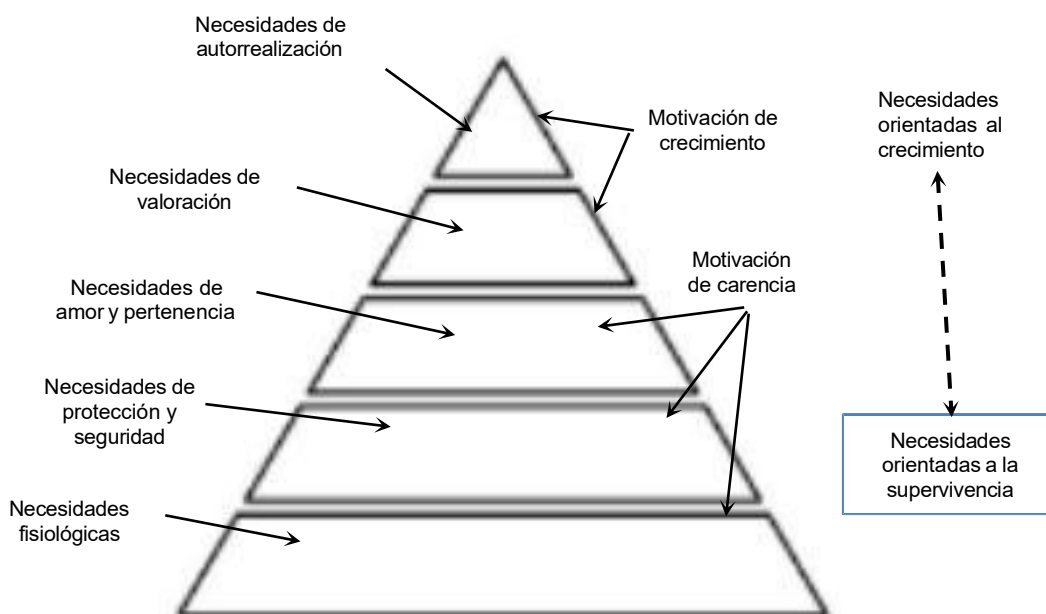 Necesidades de
autorrealización
Motivación de
crecimiento
Necesidades
orientadas al
crecimiento
Necesidades de
valoración
Motivación
de carencia
Necesidades de
amor y pertenencia
Necesidades de
protección y
seguridad
Necesidades
orientadas a la
supervivencia
Necesidades
fisiológicas